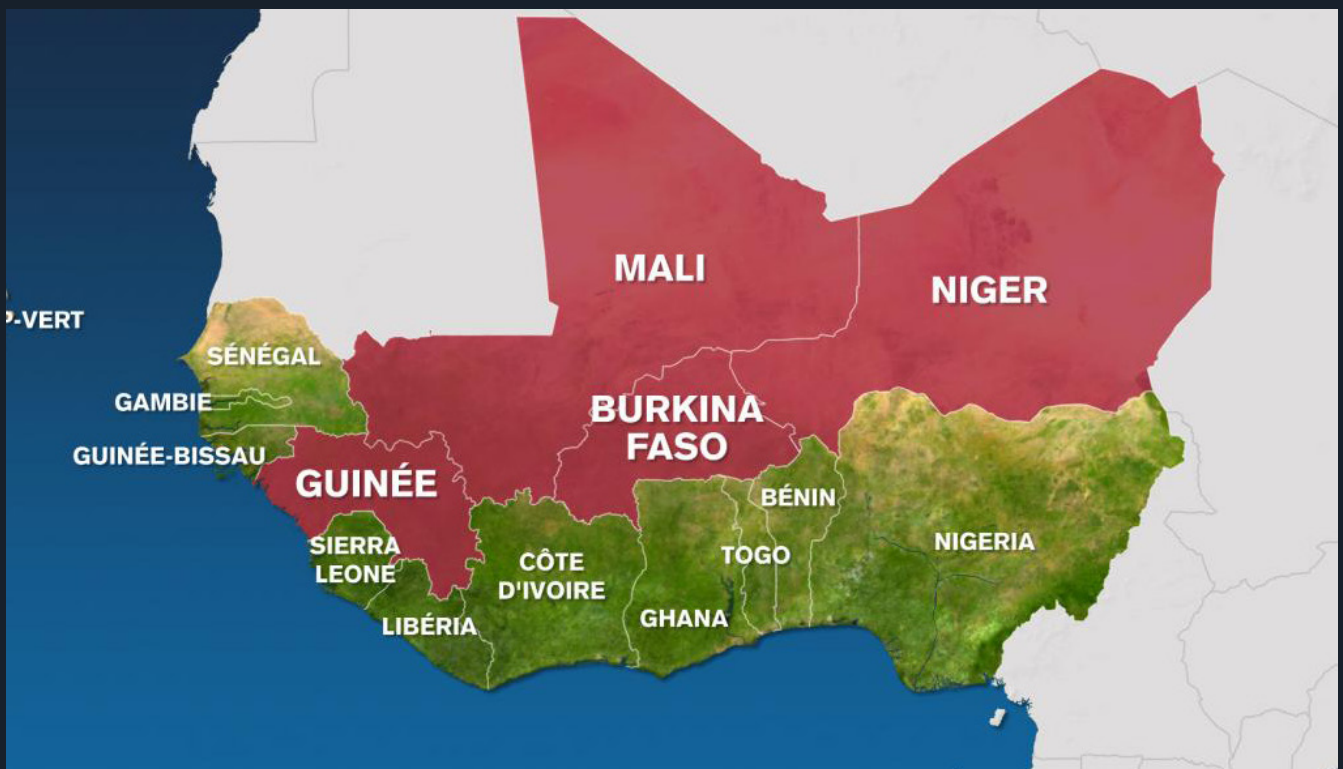 MALI
NIGER
P-VERT
SÉNÉGAL
GAMBIE
BURKINA
FASO
GUINÉE-BISSAU
GUINÉE
BÉNIN
SIERRA
LEONE
CÔTE
D'IVOIRE
TOGO
NIGERIA
GHANA
LIBÉRIA